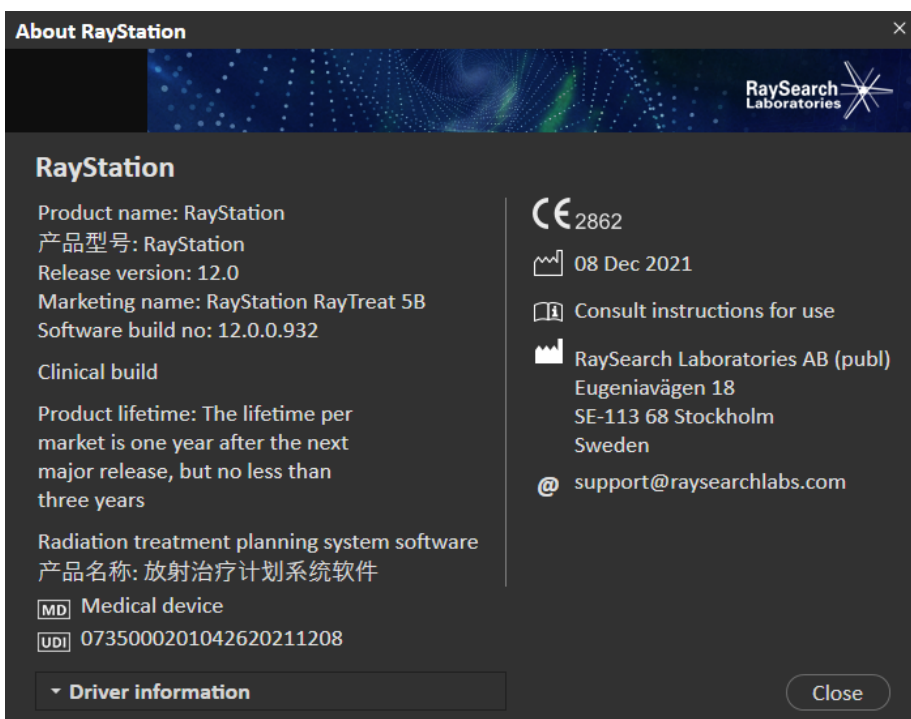 About RayStation
RaySearch
Laboratories
RayStation
Product name: RayStation
产品型号: RayStation
Release version: 12.0
Marketing name: RayStation RayTreat 5B
Software build no: 12.0.0.932
Clinical build
Product lifetime: The lifetime per
market is one year after the next
major release, but no less than
three years
Radiation treatment planning system software
产品名称: 放射治疗计划系统软件
MD Medical device
UDI 0735000201042620211208
CE 2862
08 Dec 2021
Consult instructions for use
RaySearch Laboratories AB (publ)
Eugeniavägen 18
SE-113 68 Stockholm
Sweden
@ support@raysearchlabs.com
Driver information
Close